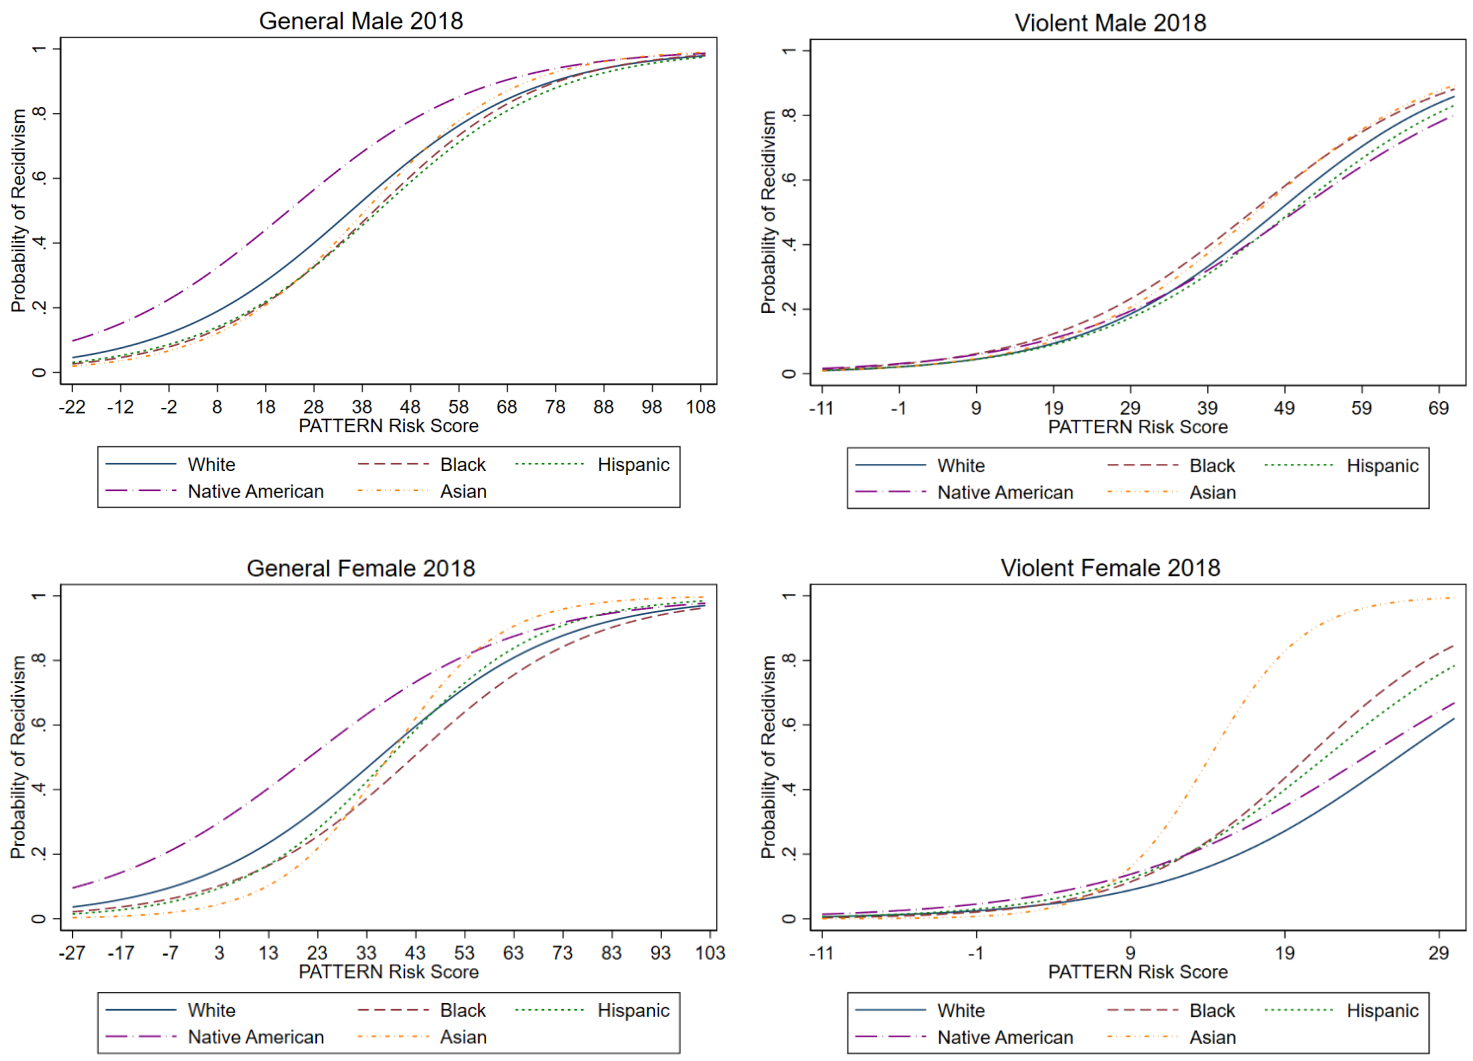 General Male 2018
Probability of Recidivism
1
.8
.6
.4
.2
0
-22 -12 -2 8 18 28 38 48 58 68 78 88 98 108
PATTERN Risk Score
White Black Hispanic
Native American Asian
Violent Male 2018
Probability of Recidivism
1
.8
.6
.4
.2
0
-11 -1 9 19 29 39 49 59 69
PATTERN Risk Score
White Black Hispanic
Native American Asian
General Female 2018
Probability of Recidivism
1
.8
.6
.4
.2
0
-27 -17 -7 3 13 23 33 43 53 63 73 83 93 103
PATTERN Risk Score
White Black Hispanic
Native American Asian
Violent Female 2018
Probability of Recidivism
1
.8
.6
.4
.2
0
-11 -1 9 19 29
PATTERN Risk Score
White Black Hispanic
Native American Asian